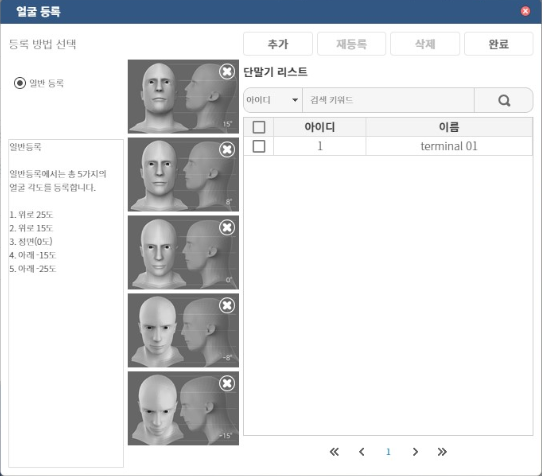 얼굴 등록
등록 방법 선택
일반 등록
일반등록
일반등록에서는 총 5가지의
얼굴 각도를 등록합니다.
1. 위로 25도
2. 위로 15도
3. 정면(0도)
4. 아래 -15도
5. 아래 -25도
15°
8°
0°
-8°
-15°
추가 재등록 삭제 완료
단말기 리스트
아이디 검색 키워드
아이디 이름
1 terminal 01
1